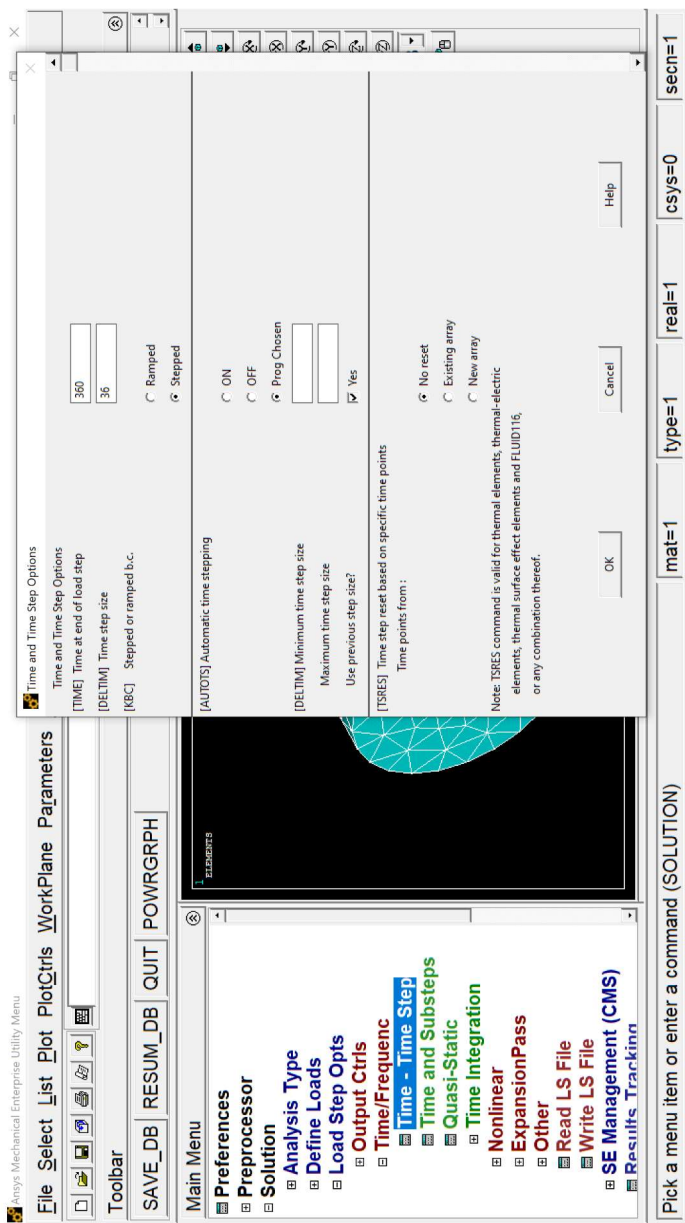 Ansys Mechanical Enterprise Utility Menu
File Select List Plot PlotCtrls WorkPlane Parameters
Toolbar
SAVE_DB RESUM_DB QUIT POWRGRPH
Main Menu
Preferences
Preprocessor
Solution
Analysis Type
Define Loads
Load Step Opts
Output Ctrls
Time/Frequenc
Time - Time Step
Time and Substeps
Quasi-Static
Time Integration
Nonlinear
ExpansionPass
Other
Read LS File
Write LS File
SE Management (CMS)
Results Tracking
1
ELEMENTS
Time and Time Step Options
Time and Time Step Options
[TIME] Time at end of load step 360
[DELTIM] Time step size 36
[KBC] Stepped or ramped b.c.
Ramped
Stepped
[AUTOTS] Automatic time stepping
ON
OFF
Prog Chosen
[DELTIM] Minimum time step size
Maximum time step size
Use previous step size? Yes
[TSRES] Time step reset based on specific time points
Time points from :
No reset
Existing array
New array
Note: TSRES command is valid for thermal elements, thermal-electric
elements, thermal surface effect elements and FLUID116,
or any combination thereof.
OK Cancel Help
Pick a menu item or enter a command (SOLUTION) mat=1 type=1 real=1 csys=0 secn=1